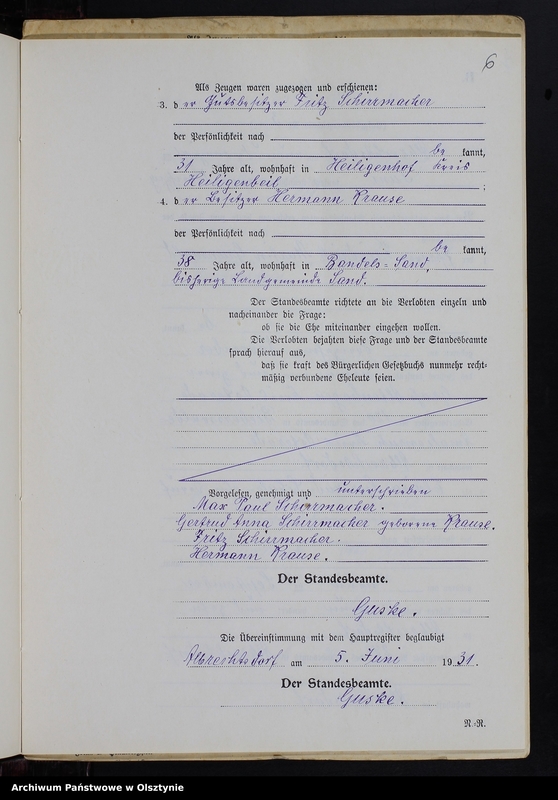 6
Als Zeugen waren zugezogen und erschienen:
3. der Gutsbesitzer Fritz Schirrmacher
der Persönlichkeit nach
be kannt,
31 Jahre alt, wohnhaft in Heiligenhof Kreis
Heiligenbeil ;
4. der Besitzer Hermann Krause
der Persönlichkeit nach
be kannt,
38 Jahre alt, wohnhaft in Bandels=Sand,
bisherige Landgemeinde Sand.
Der Standesbeamte richtete an die Verlobten einzeln und
nacheinander die Frage:
ob sie die Ehe miteinander eingehen wollen.
Die Verlobten bejahten diese Frage und der Standesbeamte
sprach hierauf aus,
daß sie kraft des Bürgerlichen Gesetzbuchs nunmehr recht-
mäßig verbundene Eheleute seien.
Vorgelesen, genehmigt und unterschrieben
Max Paul Schirrmacher.
Gertrud Anna Schirrmacher geborene Krause.
Fritz Schirrmacher.
Hermann Krause.
Der Standesbeamte.
Guske.
Die Übereinstimmung mit dem Hauptregister beglaubigt
Albrechtsdorf am 5. Juni 1931.
Der Standesbeamte.
Guske.
N.-R.
Archiwum Państwowe w Olsztynie